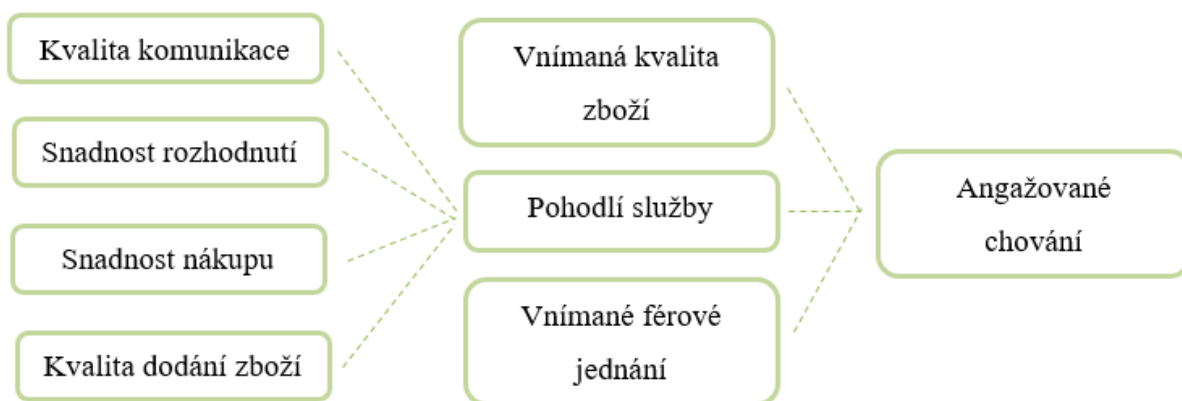 Kvalita komunikace
Snadnost rozhodnutí
Snadnost nákupu
Kvalita dodání zboží
Vnímaná kvalita
zboží
Pohodlí služby
Vnímané férové
jednání
Angažované
chování